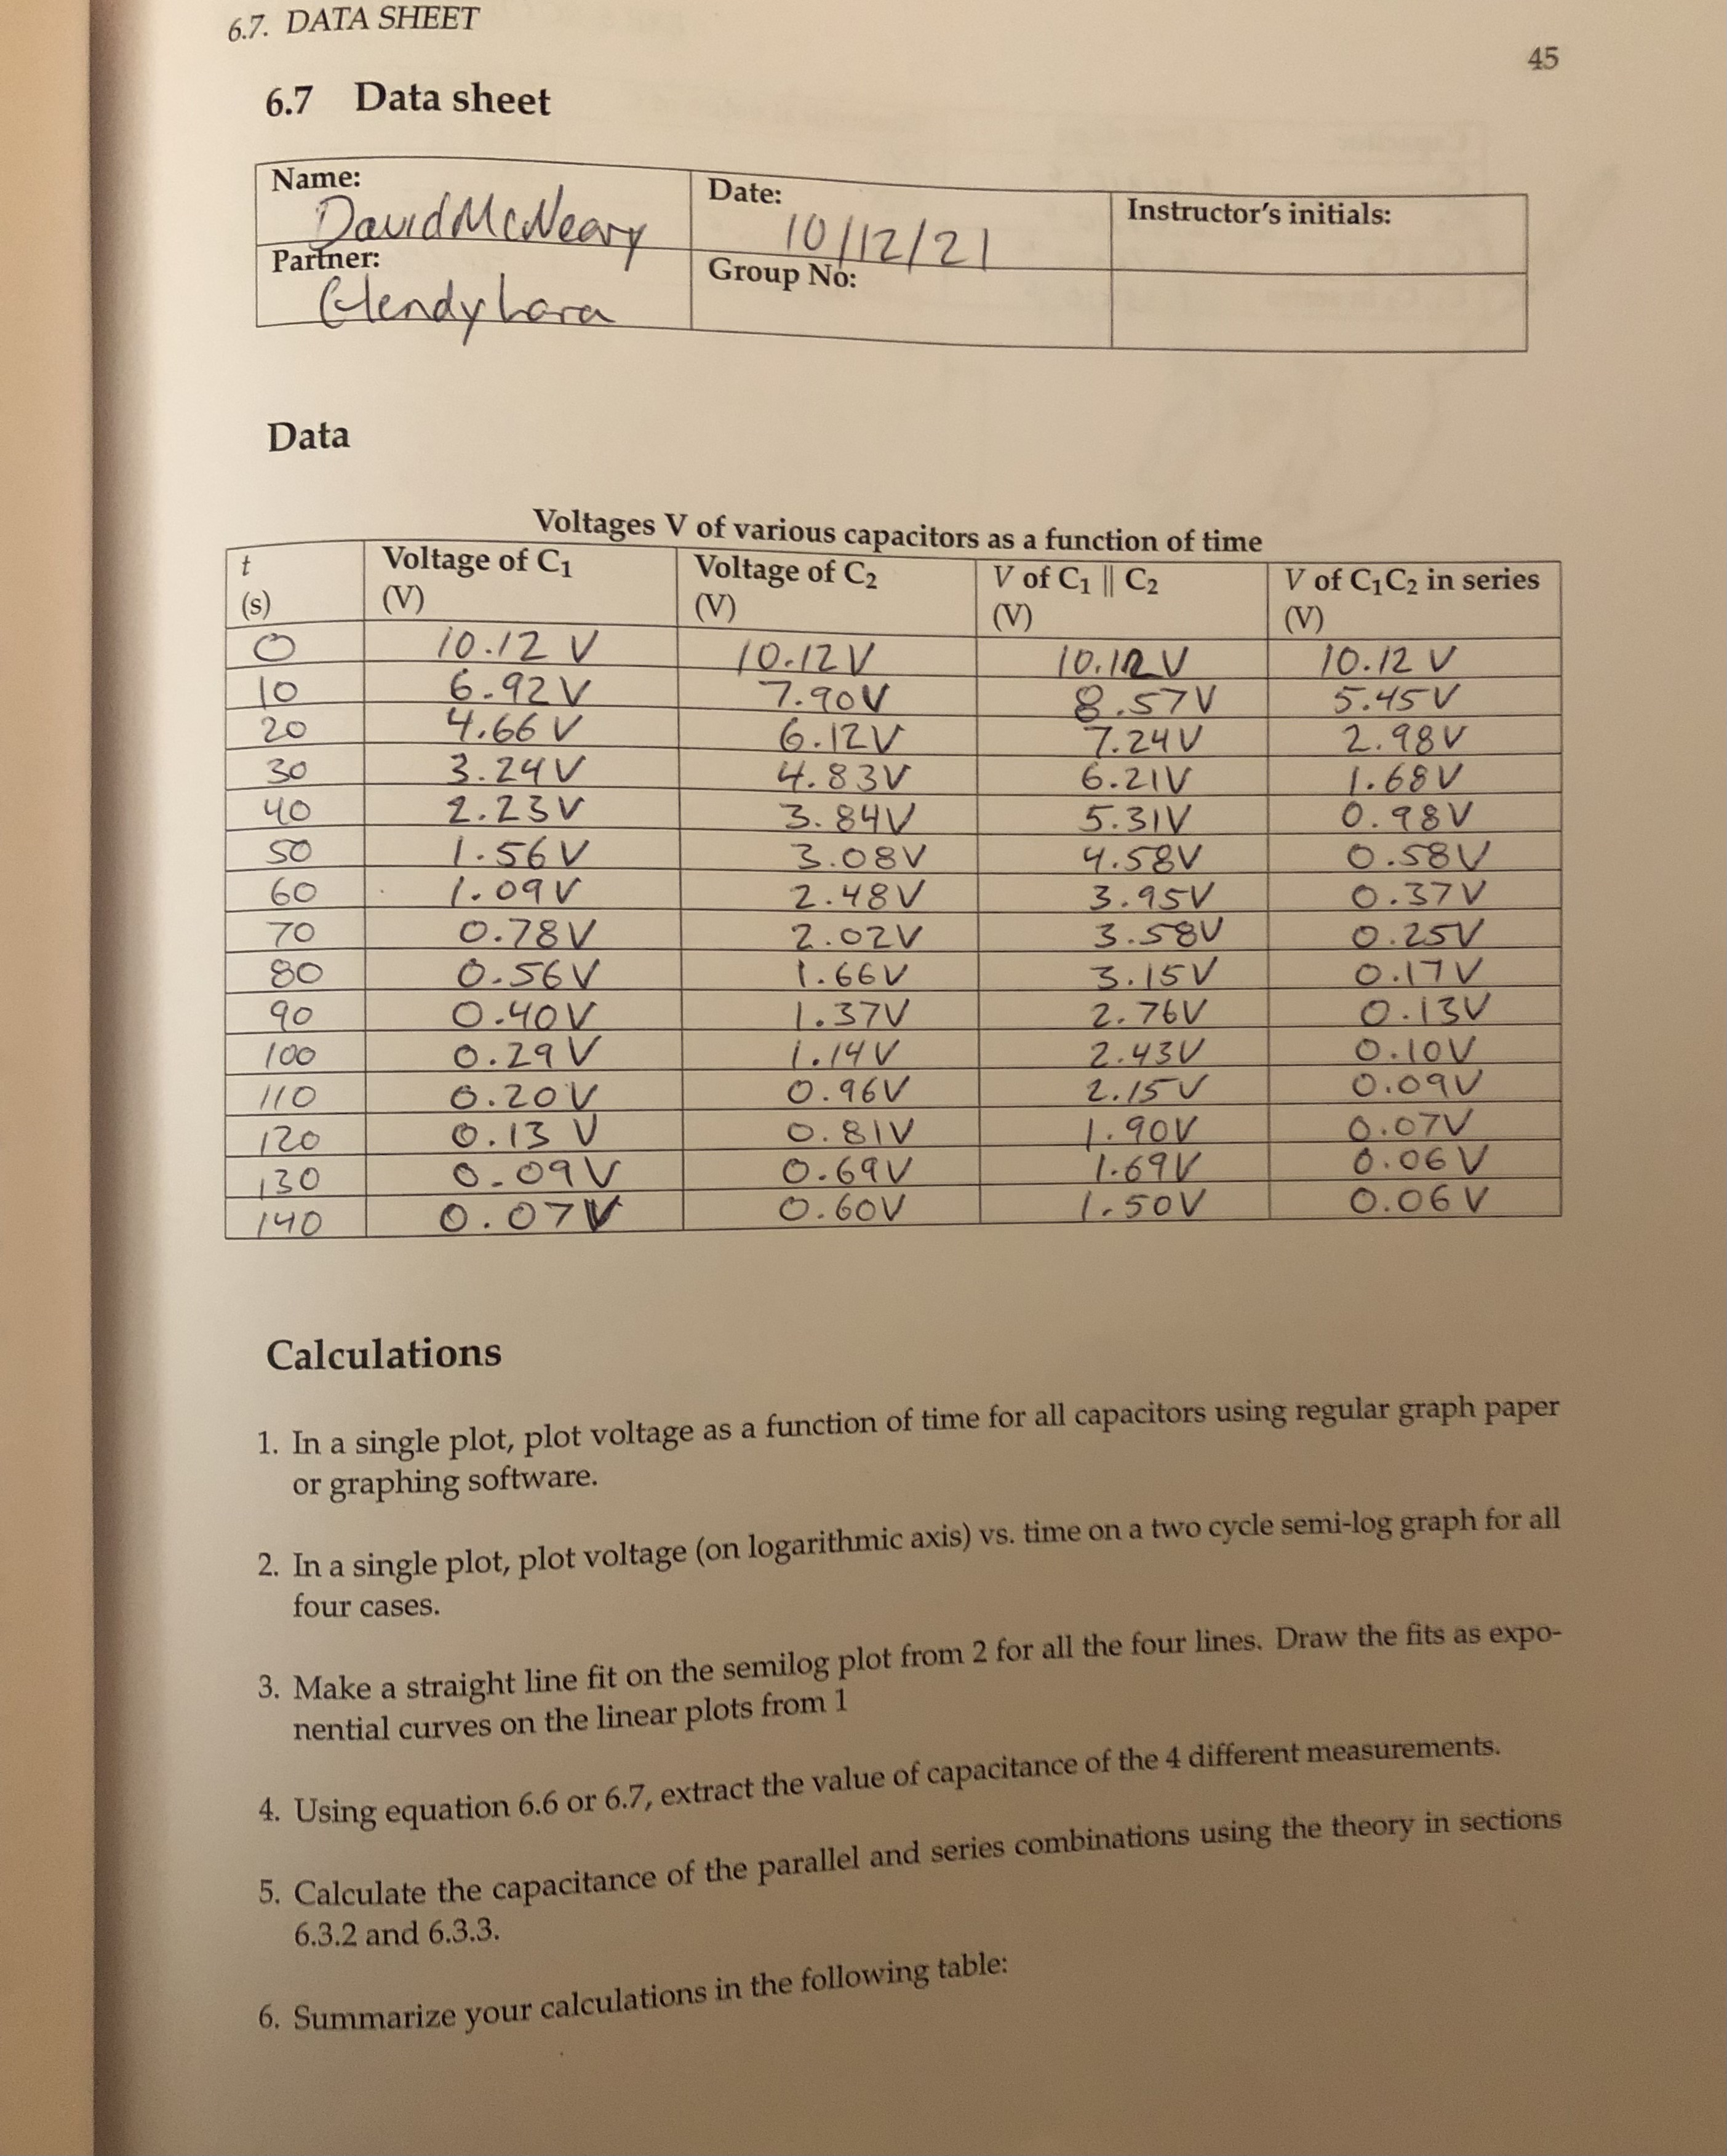 6.7. DATA SHEET
45
6.7 Data sheet
Name: Date: Instructor's initials:
David McNeary 10/12/21
Partner: Group No:
Glendy Lara
Data
Voltages V of various capacitors as a function of time
t Voltage of C1 Voltage of C2 V of C1 || C2 V of C1C2 in series
(s) (V) (V) (V) (V)
0 10.12 V 10.12V 10.12V 10.12 V
10 6.92V 7.90V 8.57V 5.45V
20 4.66 V 6.12V 7.24V 2.98V
30 3.24V 4.83V 6.21V 1.68V
40 2.23V 3.84V 5.31V 0.98V
50 1.56V 3.08V 4.58V 0.58V
60 1.09V 2.48V 3.95V 0.37V
70 0.78V 2.02V 3.58V 0.25V
80 0.56V 1.66V 3.15V 0.17V
90 0.40V 1.37V 2.76V 0.13V
100 0.29V 1.14V 2.43V 0.10V
110 0.20V 0.96V 2.15V 0.09V
120 0.13 V 0.81V 1.90V 0.07V
130 0.09V 0.69V 1.69V 0.06V
140 0.07V 0.60V 1.50V 0.06V
Calculations
1. In a single plot, plot voltage as a function of time for all capacitors using regular graph paper
or graphing software.
2. In a single plot, plot voltage (on logarithmic axis) vs. time on a two cycle semi-log graph for all
four cases.
3. Make a straight line fit on the semilog plot from 2 for all the four lines. Draw the fits as expo-
nential curves on the linear plots from 1
4. Using equation 6.6 or 6.7, extract the value of capacitance of the 4 different measurements.
5. Calculate the capacitance of the parallel and series combinations using the theory in sections
6.3.2 and 6.3.3.
6. Summarize your calculations in the following table: